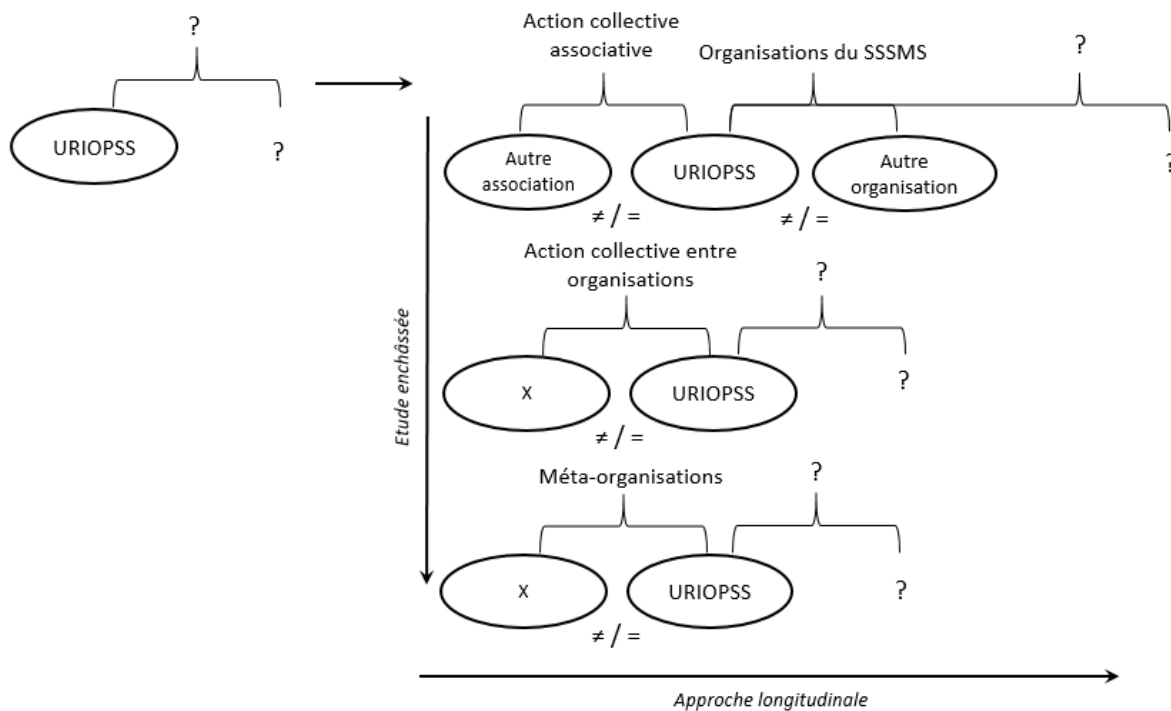 ?
URIOPSS
?
Action collective
associative
Organisations du SSSMS
?
Autre
association
URIOPSS
Autre
organisation
?
≠ / =
≠ / =
Action collective entre
organisations
?
X
URIOPSS
?
≠ / =
Méta-organisations
?
X
URIOPSS
?
≠ / =
Etude enchâssée
Approche longitudinale